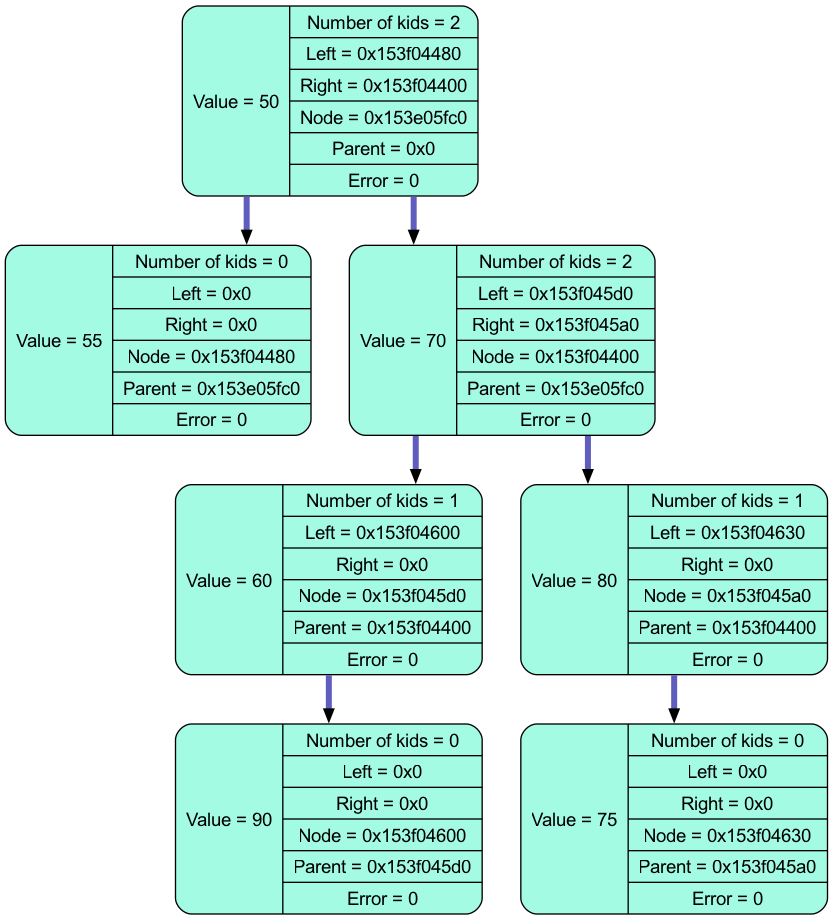 Value = 50
Number of kids = 2
Left = 0x153f04480
Right = 0x153f04400
Node = 0x153e05fc0
Parent = 0x0
Error = 0
Value = 55
Number of kids = 0
Left = 0x0
Right = 0x0
Node = 0x153f04480
Parent = 0x153e05fc0
Error = 0
Value = 70
Number of kids = 2
Left = 0x153f045d0
Right = 0x153f045a0
Node = 0x153f04400
Parent = 0x153e05fc0
Error = 0
Value = 60
Number of kids = 1
Left = 0x153f04600
Right = 0x0
Node = 0x153f045d0
Parent = 0x153f04400
Error = 0
Value = 80
Number of kids = 1
Left = 0x153f04630
Right = 0x0
Node = 0x153f045a0
Parent = 0x153f04400
Error = 0
Value = 90
Number of kids = 0
Left = 0x0
Right = 0x0
Node = 0x153f04600
Parent = 0x153f045d0
Error = 0
Value = 75
Number of kids = 0
Left = 0x0
Right = 0x0
Node = 0x153f04630
Parent = 0x153f045a0
Error = 0